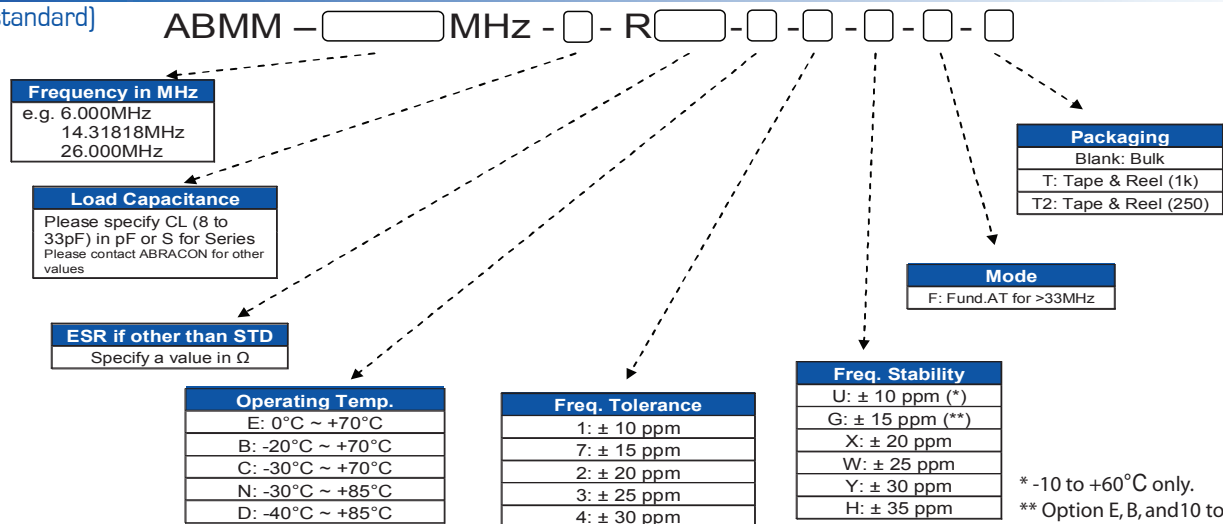 standard)
ABMM – MHz - - R - - - - -
Frequency in MHz
e.g. 6.000MHz
14.31818MHz
26.000MHz
Load Capacitance
Please specify CL (8 to
33pF) in pF or S for Series
Please contact ABRACON for other
values
ESR if other than STD
Specify a value in Ω
Operating Temp.
E: 0°C ~ +70°C
B: -20°C ~ +70°C
C: -30°C ~ +70°C
N: -30°C ~ +85°C
D: -40°C ~ +85°C
Freq. Tolerance
1: ± 10 ppm
7: ± 15 ppm
2: ± 20 ppm
3: ± 25 ppm
4: ± 30 ppm
Freq. Stability
U: ± 10 ppm (*)
G: ± 15 ppm (**)
X: ± 20 ppm
W: ± 25 ppm
Y: ± 30 ppm
H: ± 35 ppm
Mode
F: Fund.AT for >33MHz
Packaging
Blank: Bulk
T: Tape & Reel (1k)
T2: Tape & Reel (250)
* -10 to +60°C only.
** Option E, B, and10 to